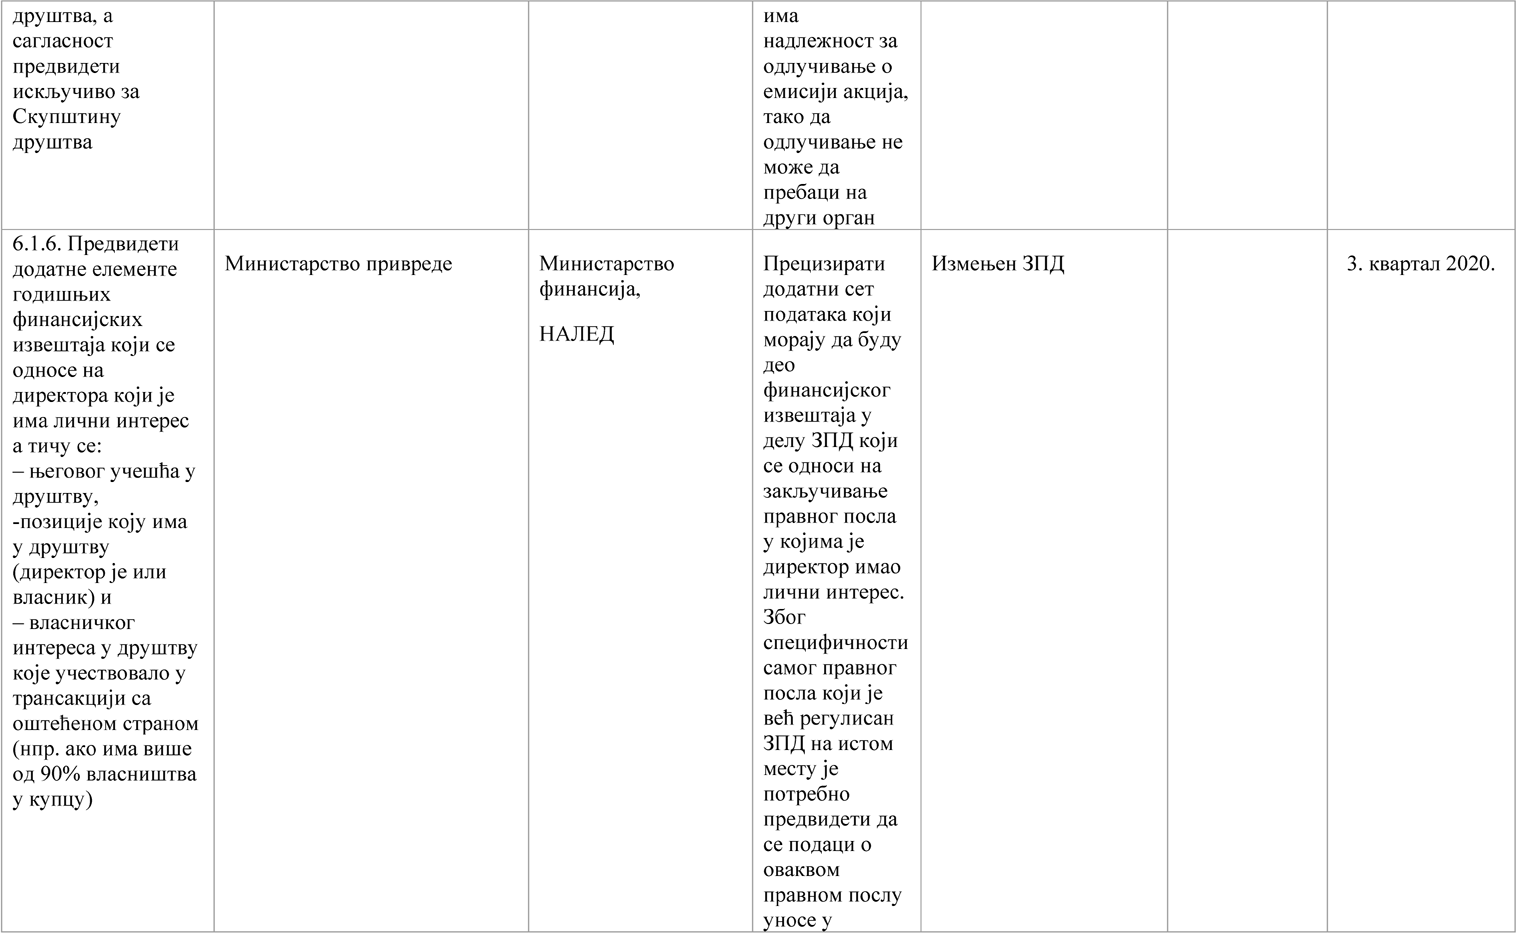 друштва, а
сагласност
предвидети
искључиво за
Скупштину
друштва
има
надлежност за
одлучивање о
емисији акција,
тако да
одлучивање не
може да
пребаци на
други орган
6.1.6. Предвидети
додатне елементе
годишњих
финансијских
извештаја који се
односе на
директора који је
има лични интерес
а тичу се:
– његовог учешћа у
друштву,
-позиције коју има
у друштву
(директор је или
власник) и
– власничког
интереса у друштву
које учествовало у
трансакцији са
оштећеном страном
(нпр. ако има више
од 90% власништва
у купцу)
Министарство привреде
Министарство
финансија,
НАЛЕД
Прецизирати
додатни сет
података који
морају да буду
део
финансијског
извештаја у
делу ЗПД који
се односи на
закључивање
правног посла
у којима је
директор имао
лични интерес.
Због
специфичности
самог правног
посла који је
већ регулисан
ЗПД на истом
месту је
потребно
предвидети да
се подаци о
оваквом
правном послу
уносе у
Измењен ЗПД
3. квартал 2020.